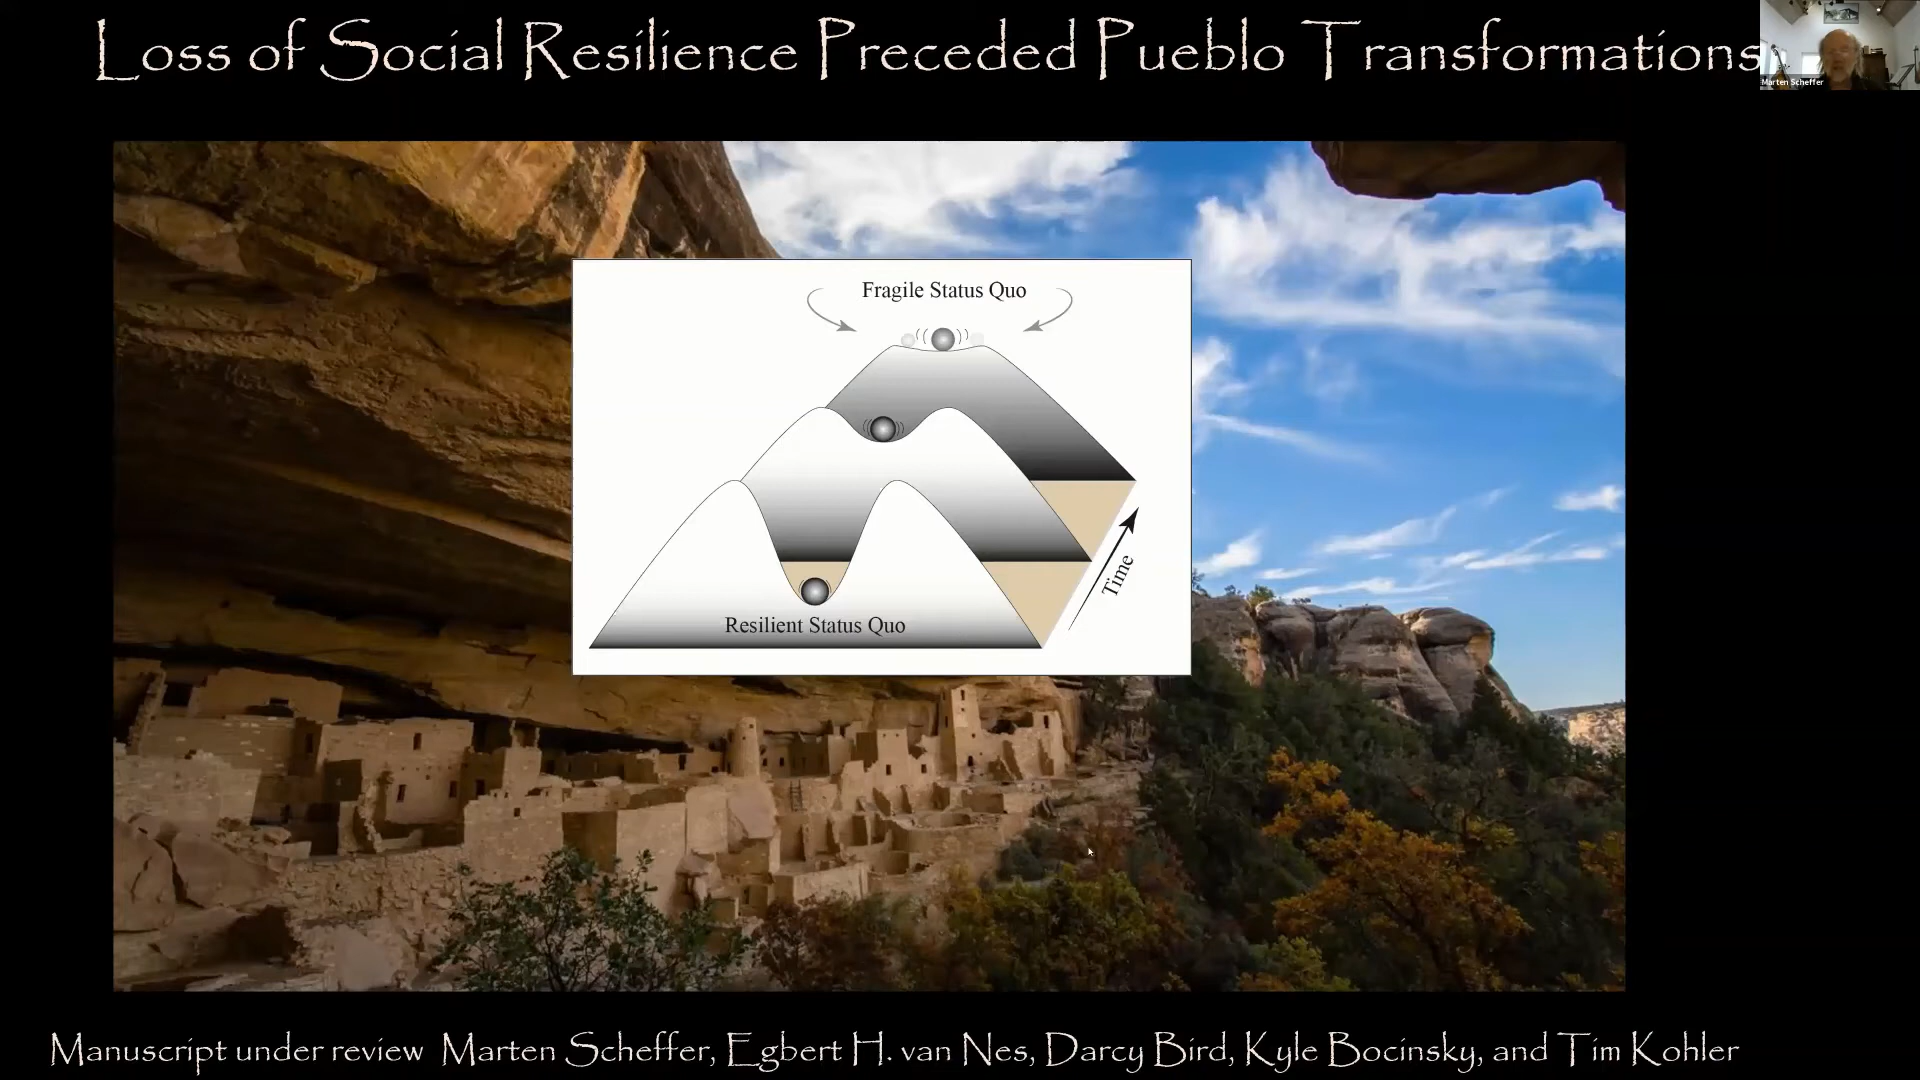 Loss of Social Resilience Preceded Pueblo Transformations
Marten Scheffer
Fragile Status Quo
Time
Resilient Status Quo
Manuscript under review Marten Scheffer, Egbert H. van Nes, Darcy Bird, Kyle Bocinsky, and Tim Kohler